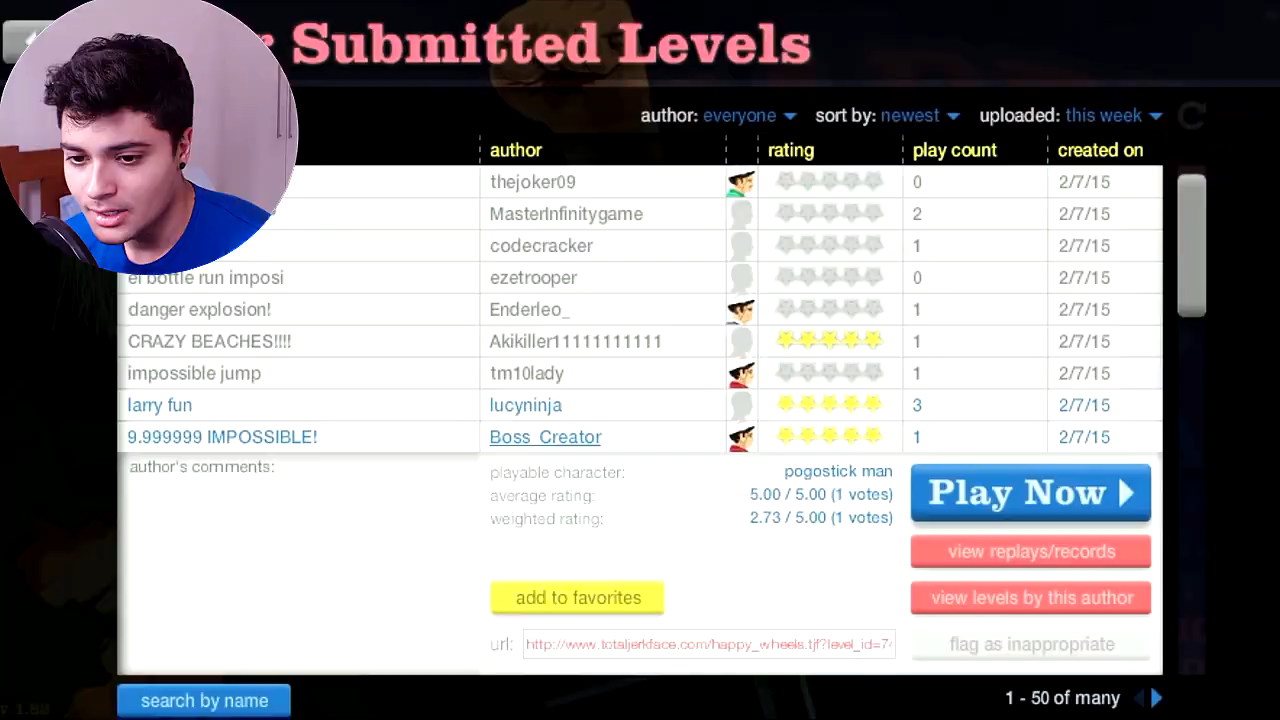 : Submitted Levels
author: everyone sort by: newest uploaded: this week
author rating play count created on
thejoker09 0 2/7/15
MasterInfinitygame 2 2/7/15
codecracker 1 2/7/15
el bottle run imposi ezetrooper 0 2/7/15
danger explosion! Enderleo_ 1 2/7/15
CRAZY BEACHES!!!! Akikiller11111111111 1 2/7/15
impossible jump tm10lady 1 2/7/15
larry fun lucyninja 3 2/7/15
9.999999 IMPOSSIBLE! Boss_Creator 1 2/7/15
author's comments:
playable character: pogostick man
average rating: 5.00 / 5.00 (1 votes)
weighted rating: 2.73 / 5.00 (1 votes)
Play Now
view replays/records
add to favorites
view levels by this author
url: http://www.totaljerkface.com/happy_wheels.tjf?level_id=74
flag as inappropriate
search by name
1 - 50 of many